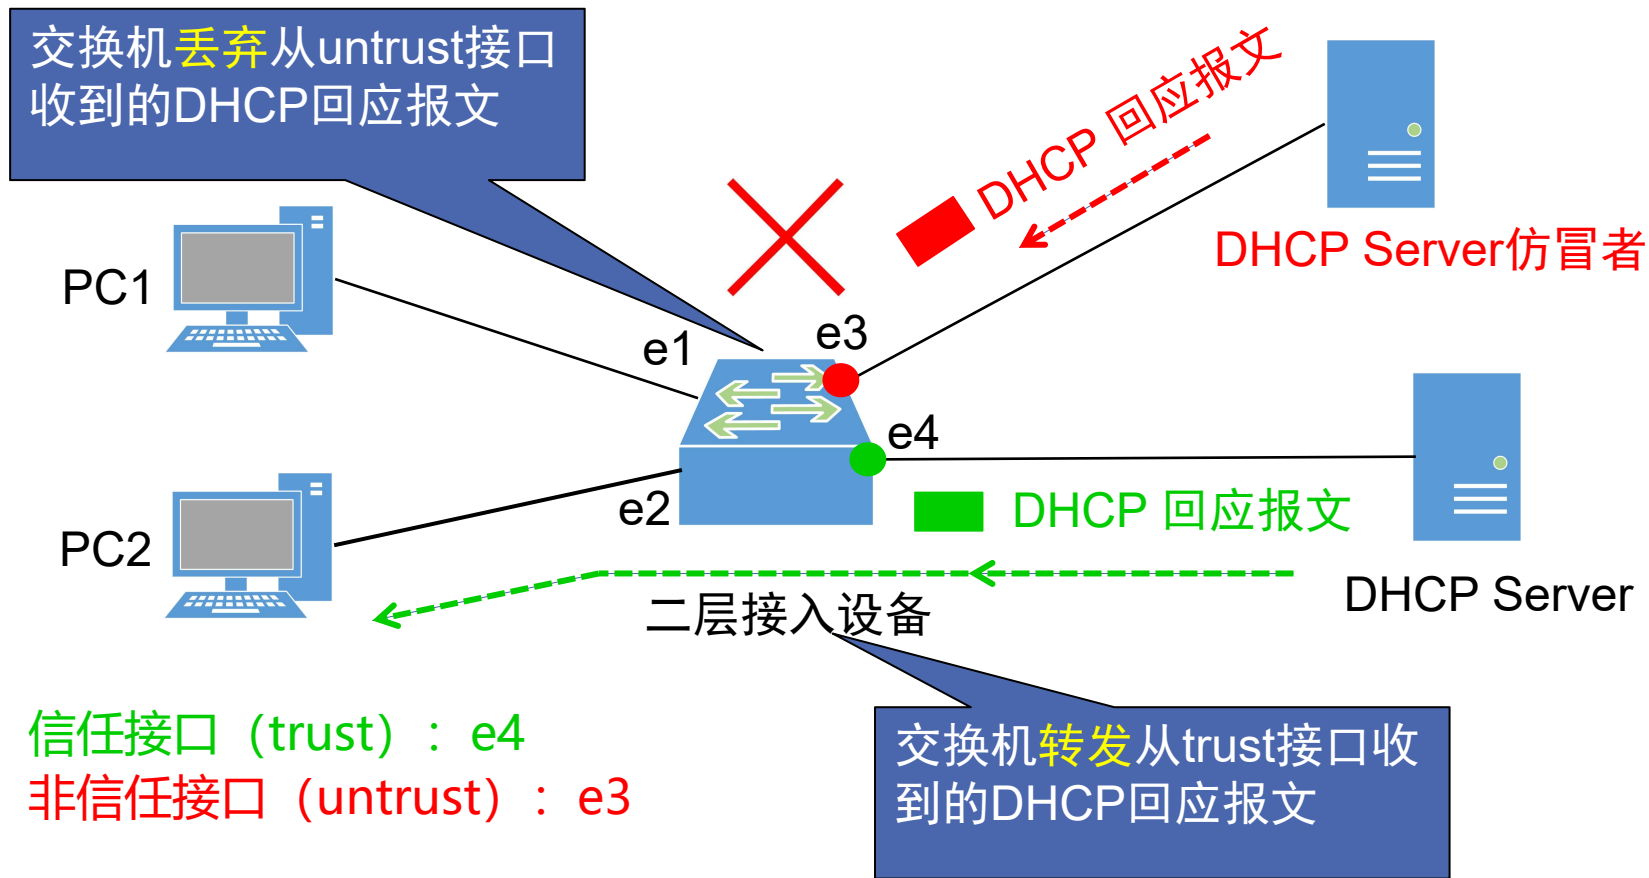 交换机丢弃从untrust接口
收到的DHCP回应报文
DHCP 回应报文
DHCP Server仿冒者
PC1
e1
e3
e4
e2
DHCP 回应报文
PC2
DHCP Server
二层接入设备
信任接口（trust）：e4
非信任接口（untrust）：e3
交换机转发从trust接口收
到的DHCP回应报文